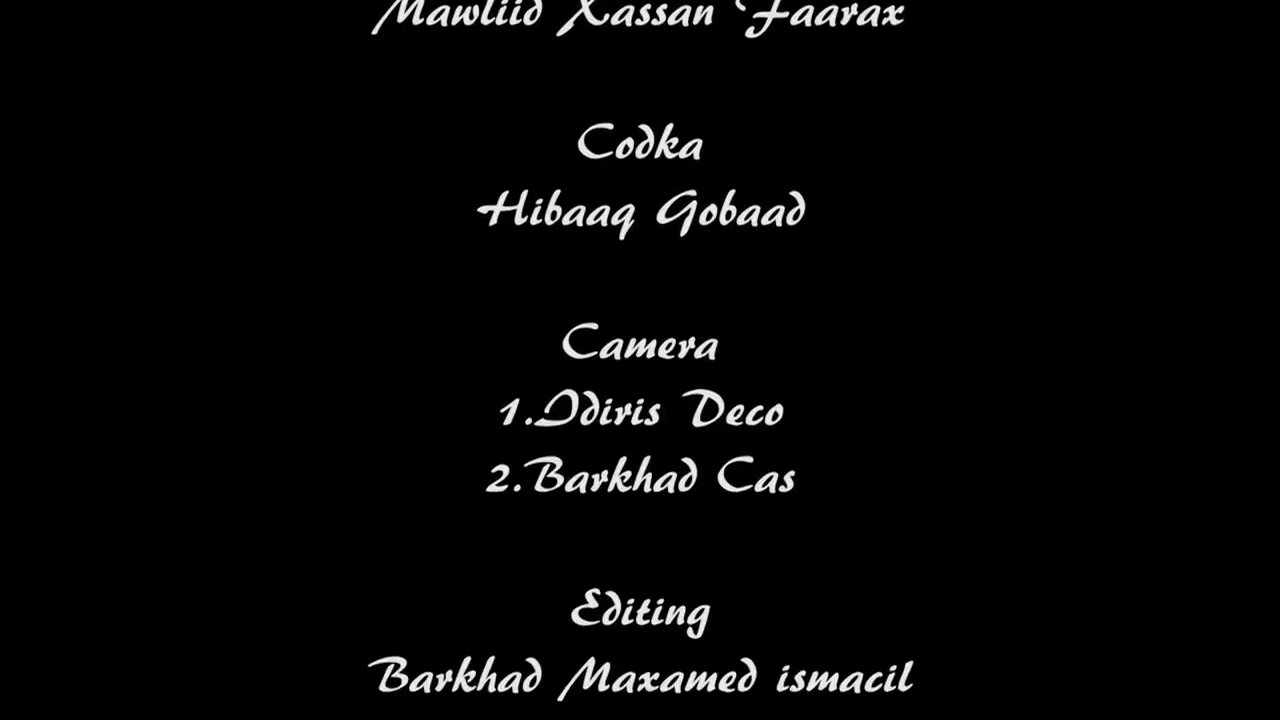 Mawliid Xassan Faarax
Codka
Hibaaq Gobaad
Camera
1.Idiris Deco
2.Barkhad Cas
Editing
Barkhad Maxamed ismacil